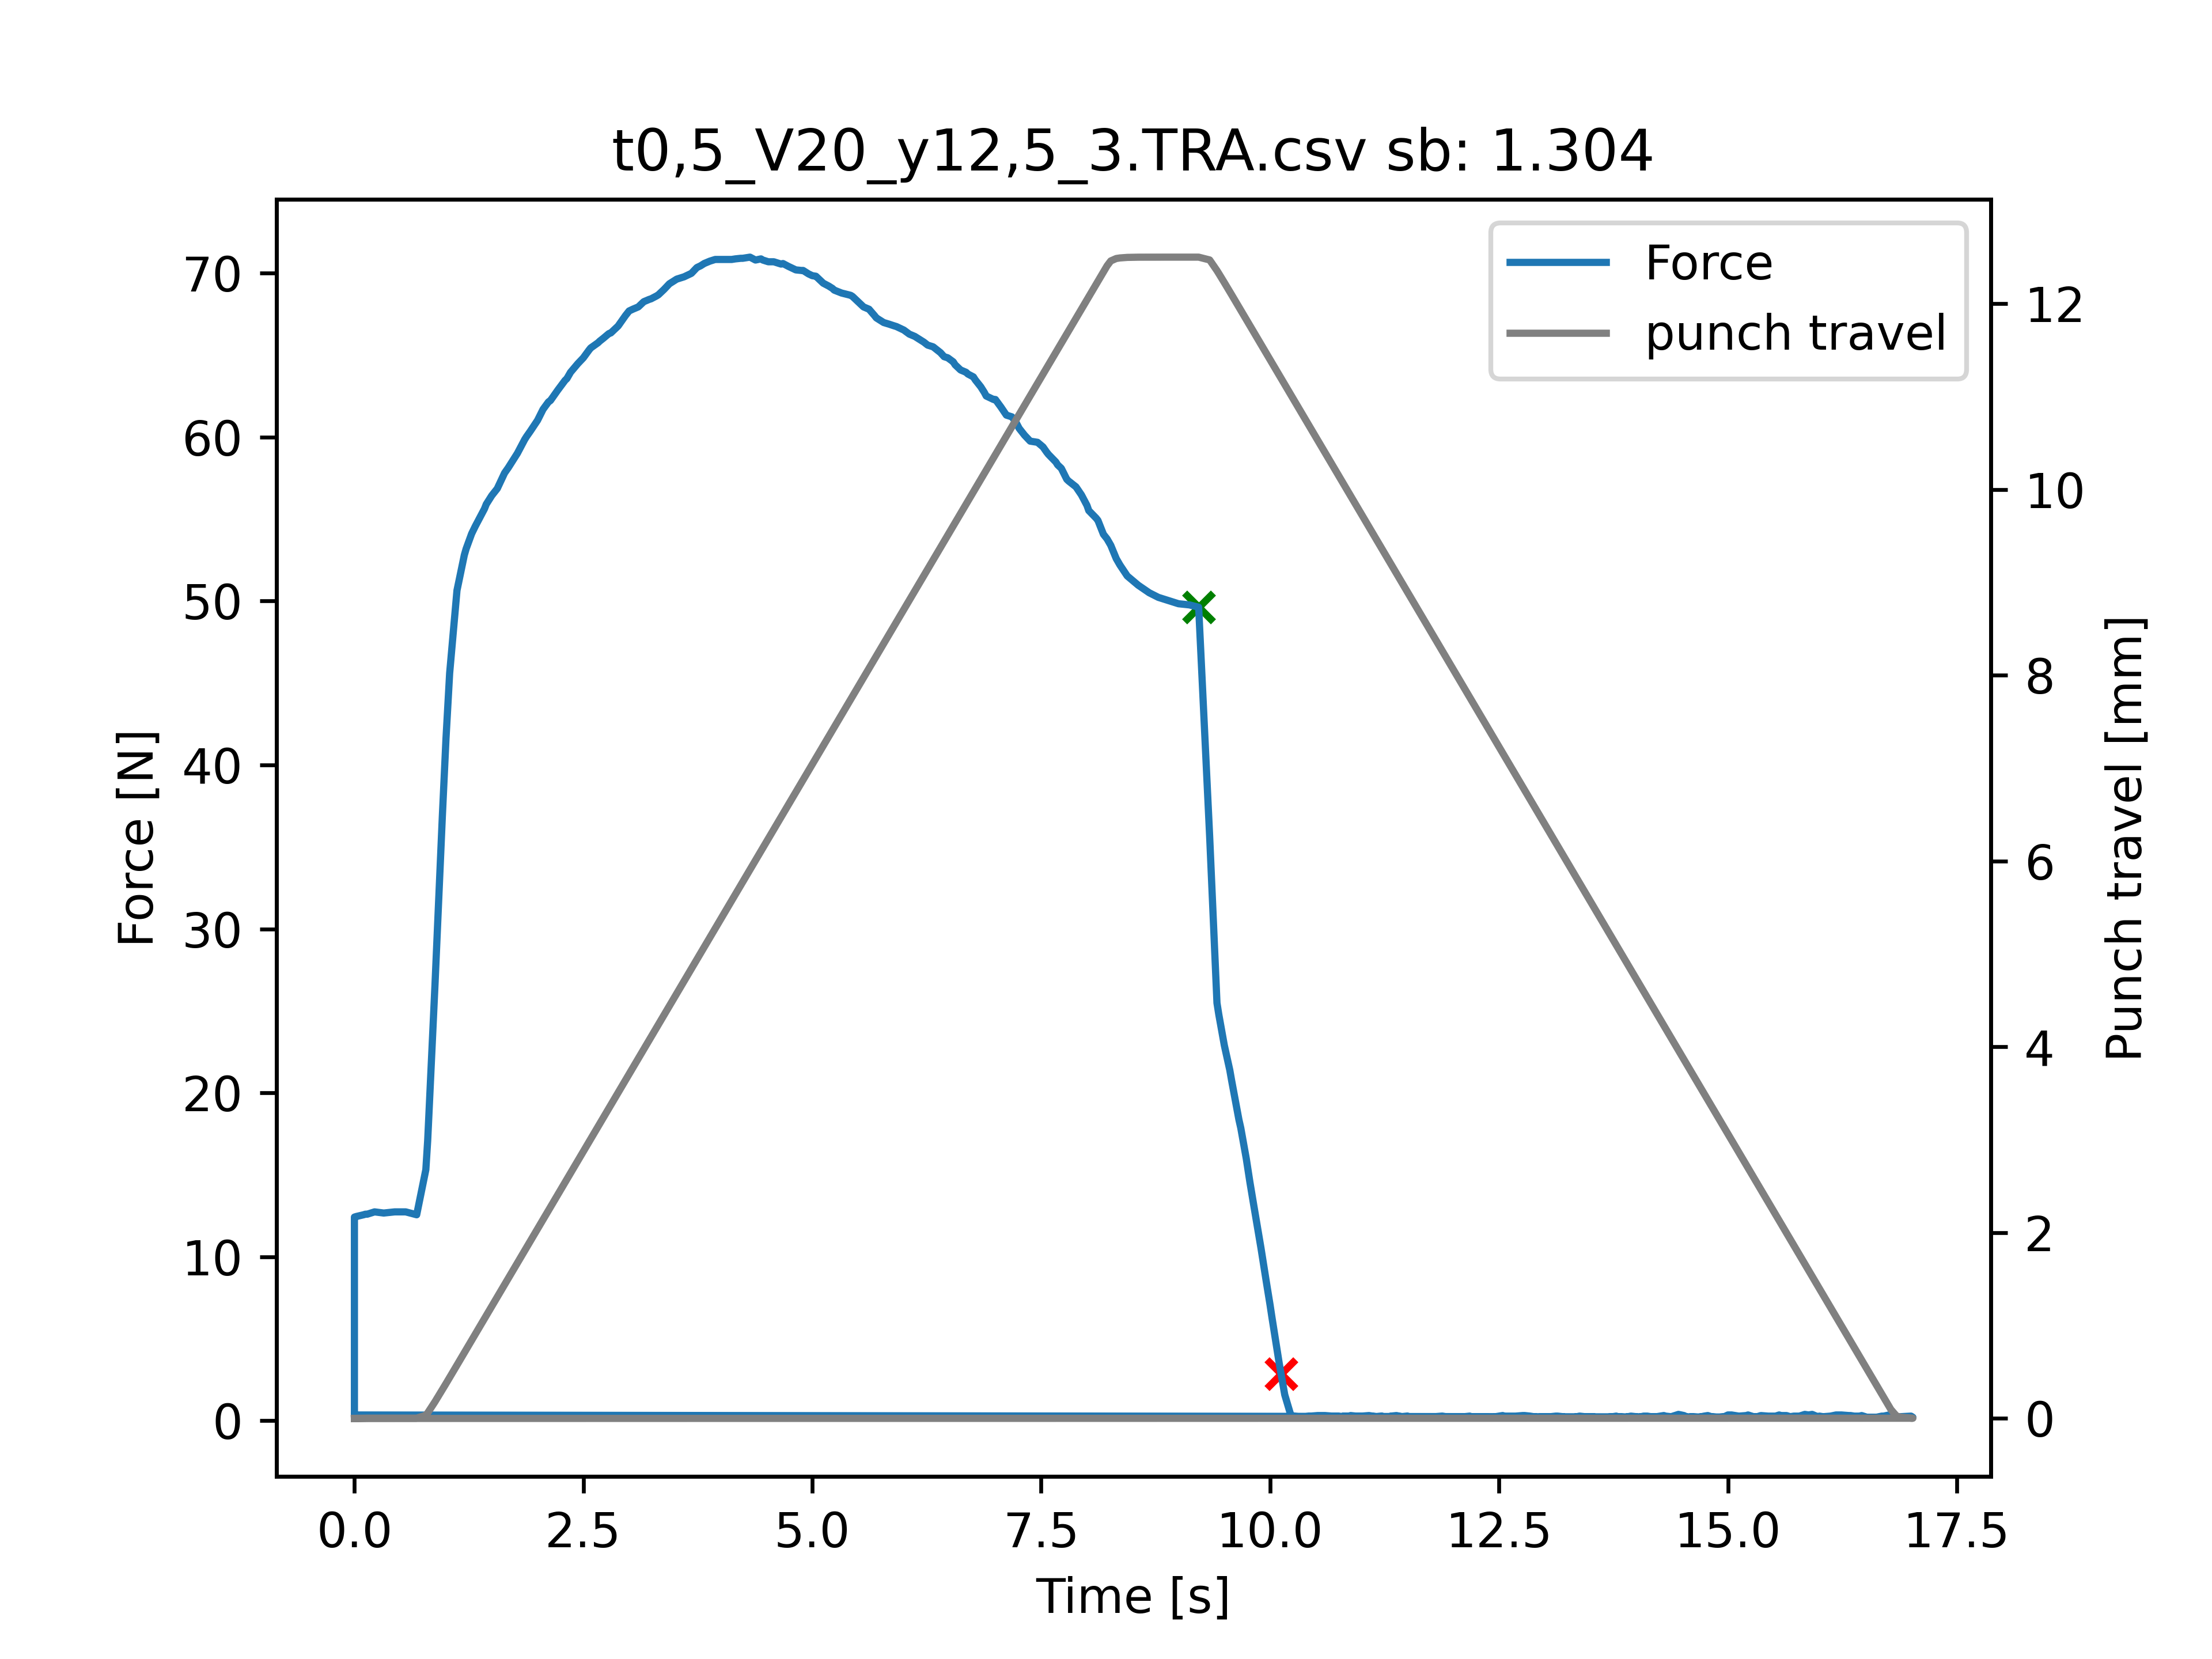 t0,5_V20_y12,5_3.TRA.csv sb: 1.304
Force
punch travel
70
60
50
40
30
20
10
0
Force [N]
12
10
8
6
4
2
0
Punch travel [mm]
0.0 2.5 5.0 7.5 10.0 12.5 15.0 17.5
Time [s]